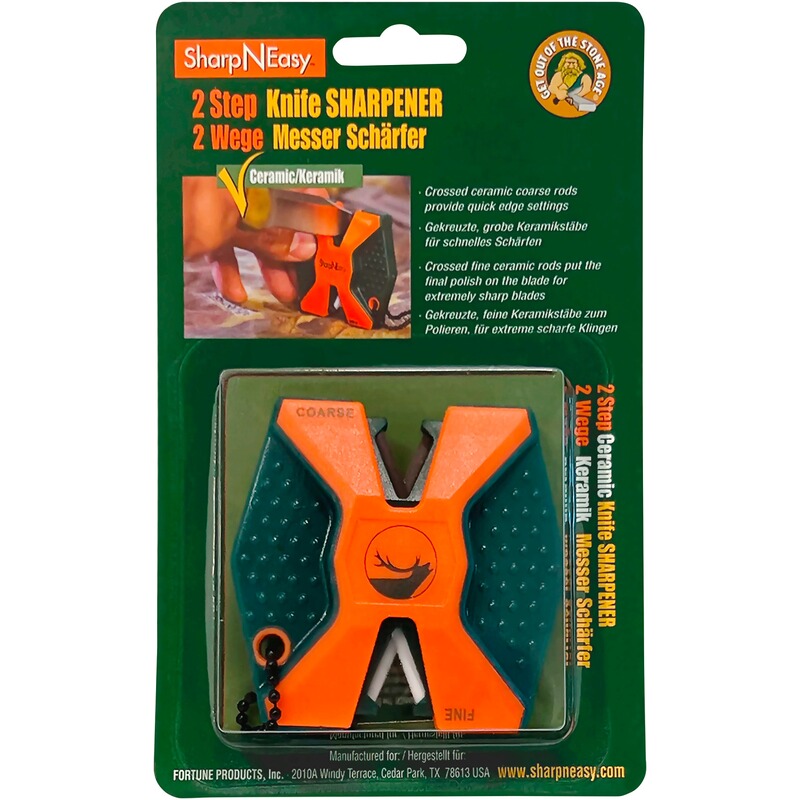 SharpNEasy™
GET OUT OF THE STONE AGE
2 Step Knife SHARPENER
2 Wege Messer Schärfer
Ceramic/Keramik
SharpNEasy
· Crossed ceramic coarse rods
provide quick edge settings
· Gekreuzte, grobe Keramikstäbe
für schnelles Schärfen
· Crossed fine ceramic rods put the
final polish on the blade for
extremely sharp blades
· Gekreuzte, feine Keramikstäbe zum
Polieren, für extreme scharfe Klingen
COARSE
FINE
2 Step Ceramic Knife SHARPENER
2 Wege Keramik Messer Schärfer
Manufactured for: / Hergestellt für:
FORTUNE PRODUCTS, Inc. · 2010A Windy Terrace, Cedar Park, TX 78613 USA www.sharpneasy.com